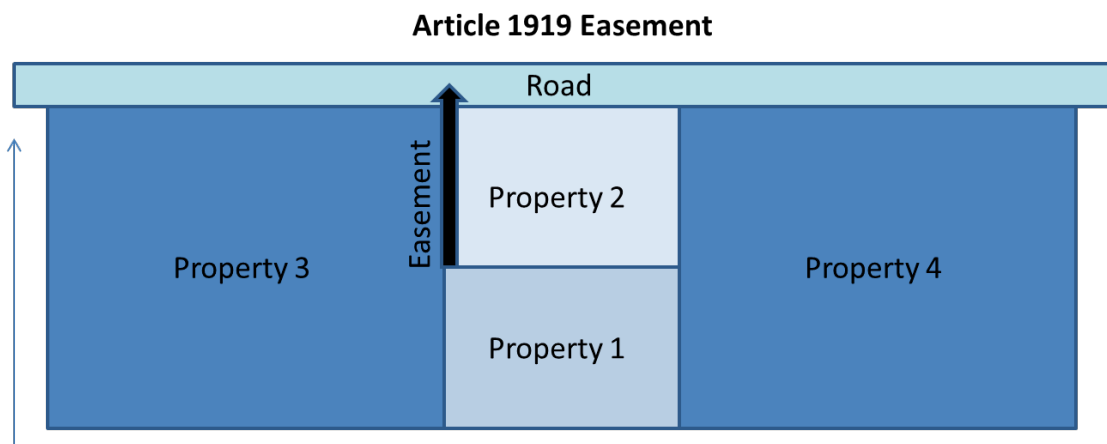 Article 1919 Easement
Road
Easement
Property 2
Property 3
Property 4
Property 1